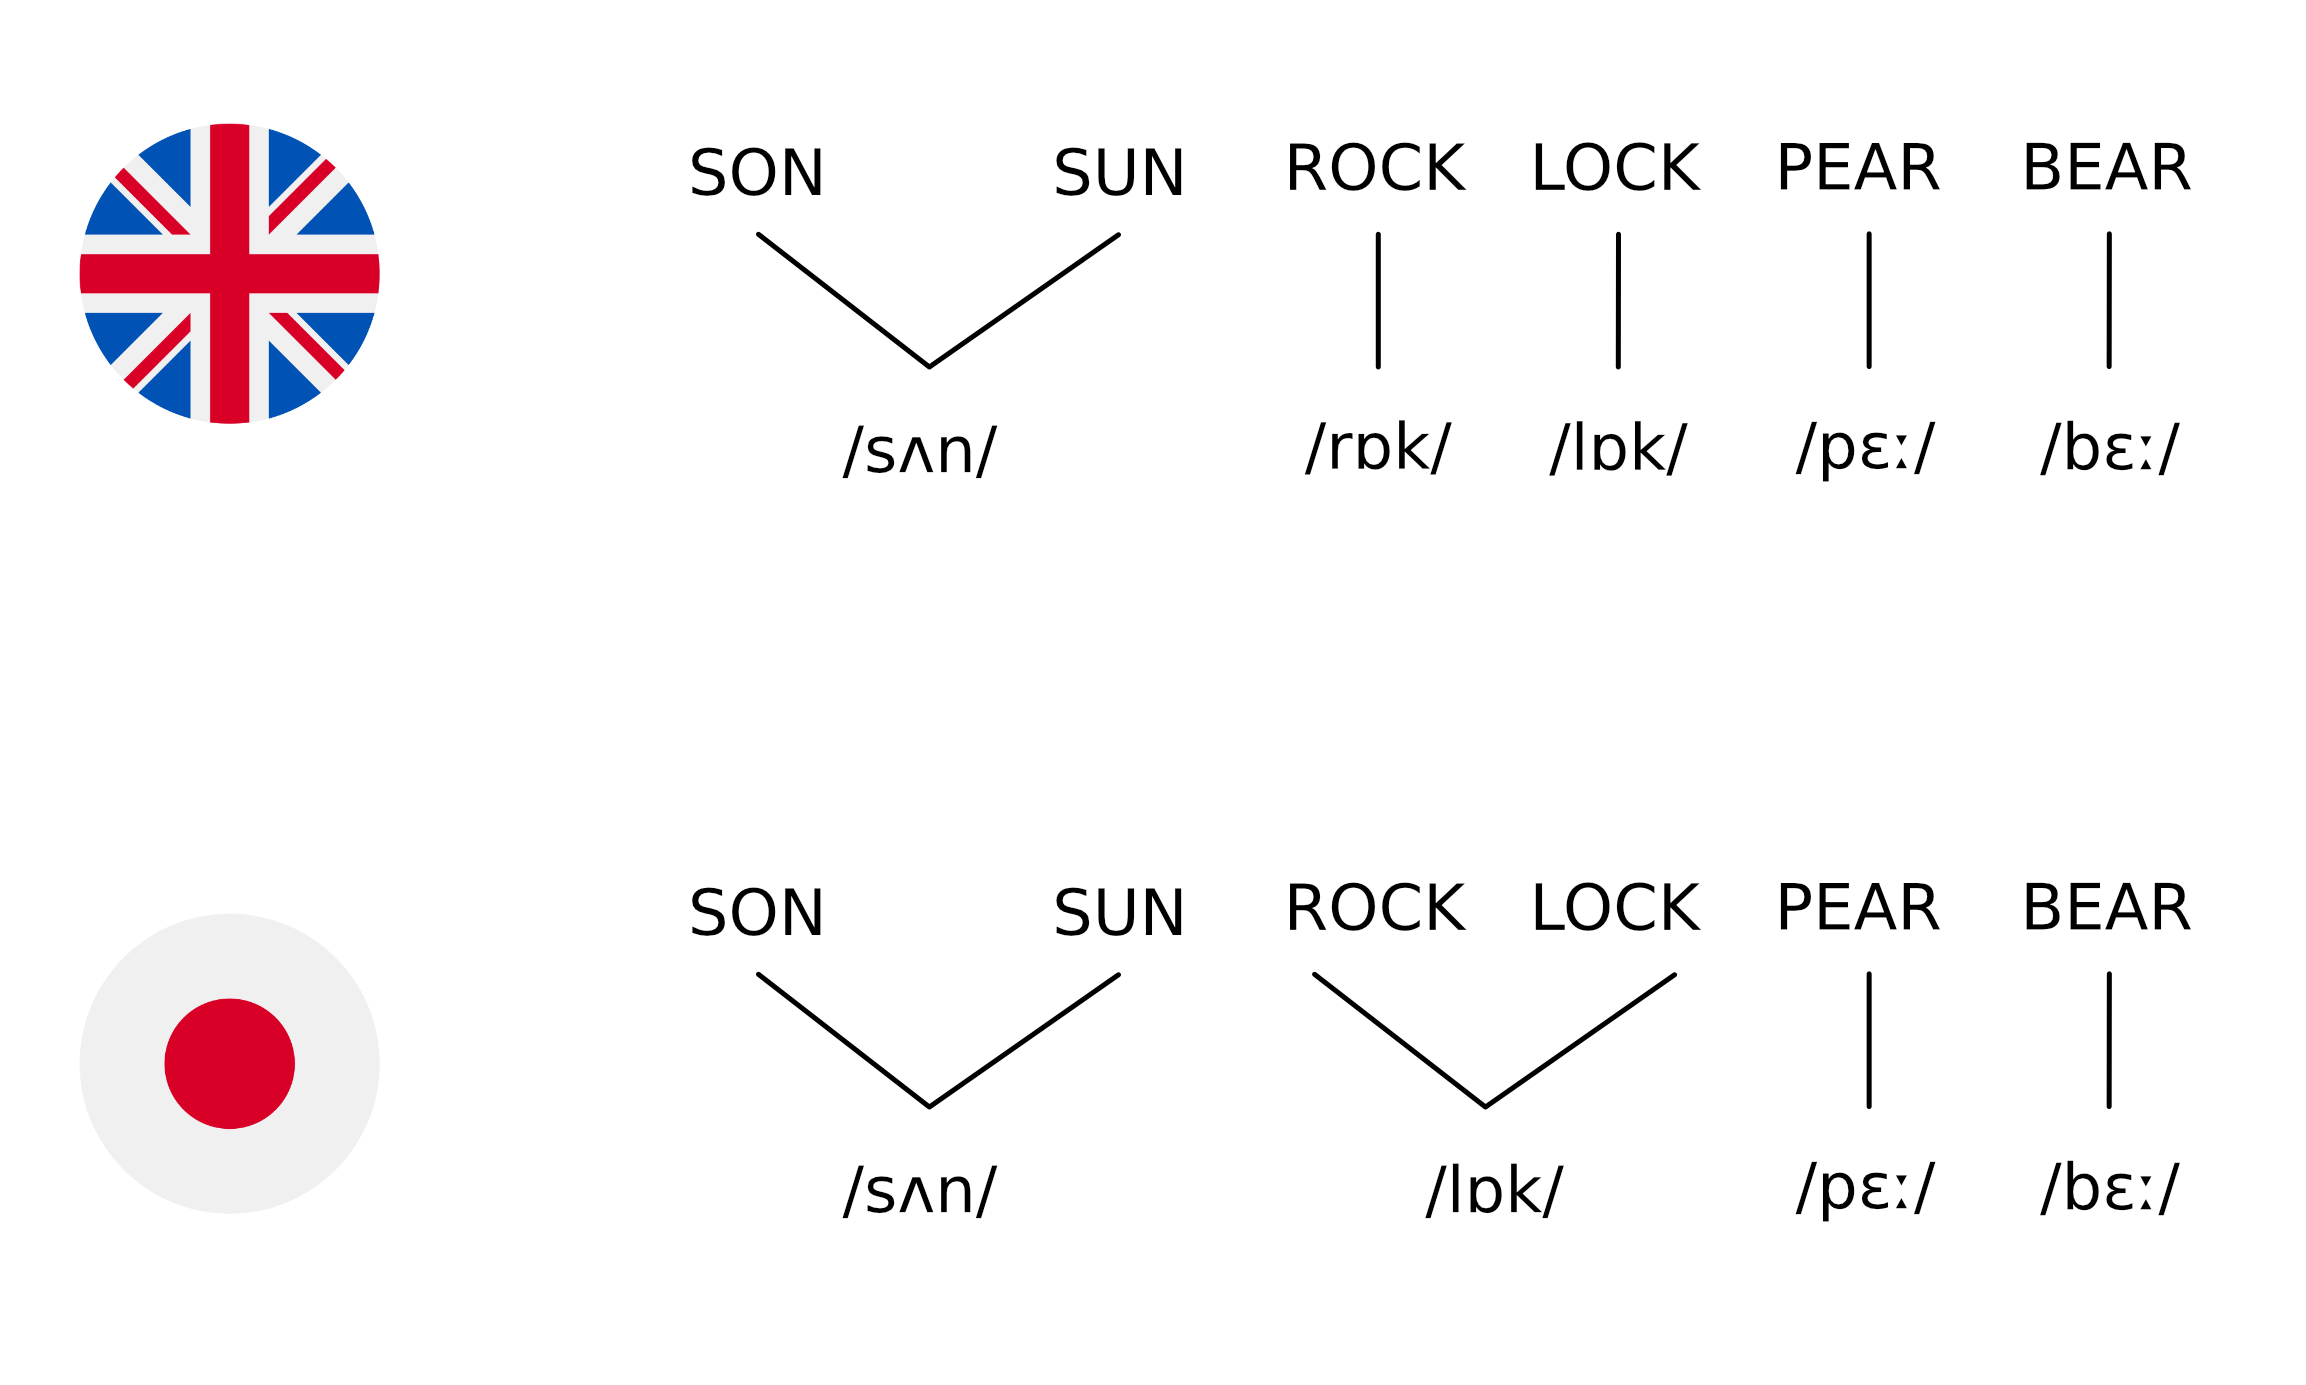 SON SUN ROCK LOCK PEAR BEAR
/sʌn/ /rɒk/ /lɒk/ /pɛː/ /bɛː/
SON SUN ROCK LOCK PEAR BEAR
/sʌn/ /lɒk/ /pɛː/ /bɛː/